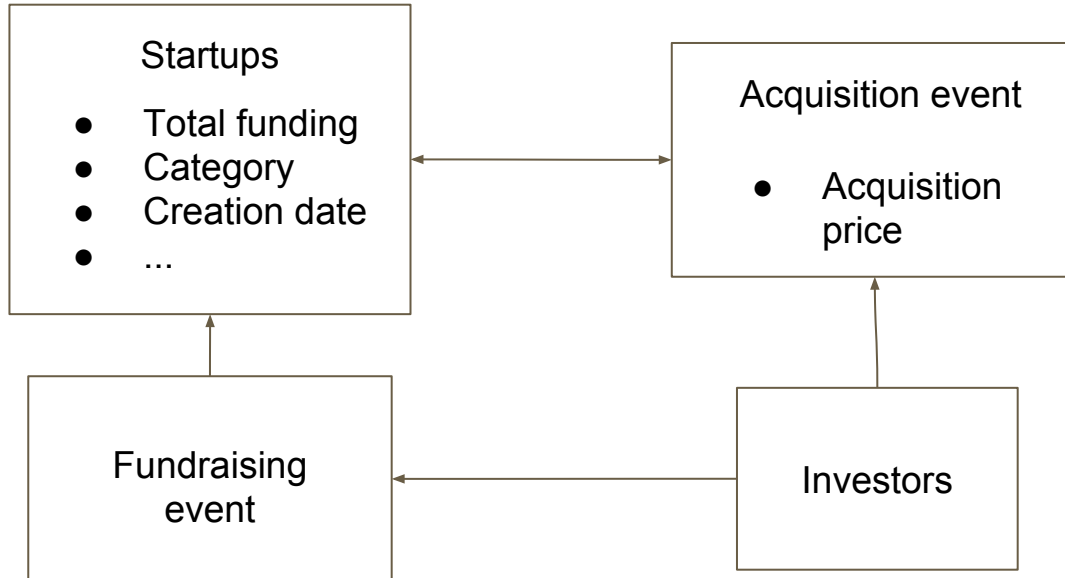 Startups
● Total funding
● Category
● Creation date
● ...
Acquisition event
● Acquisition
price
Fundraising
event
Investors